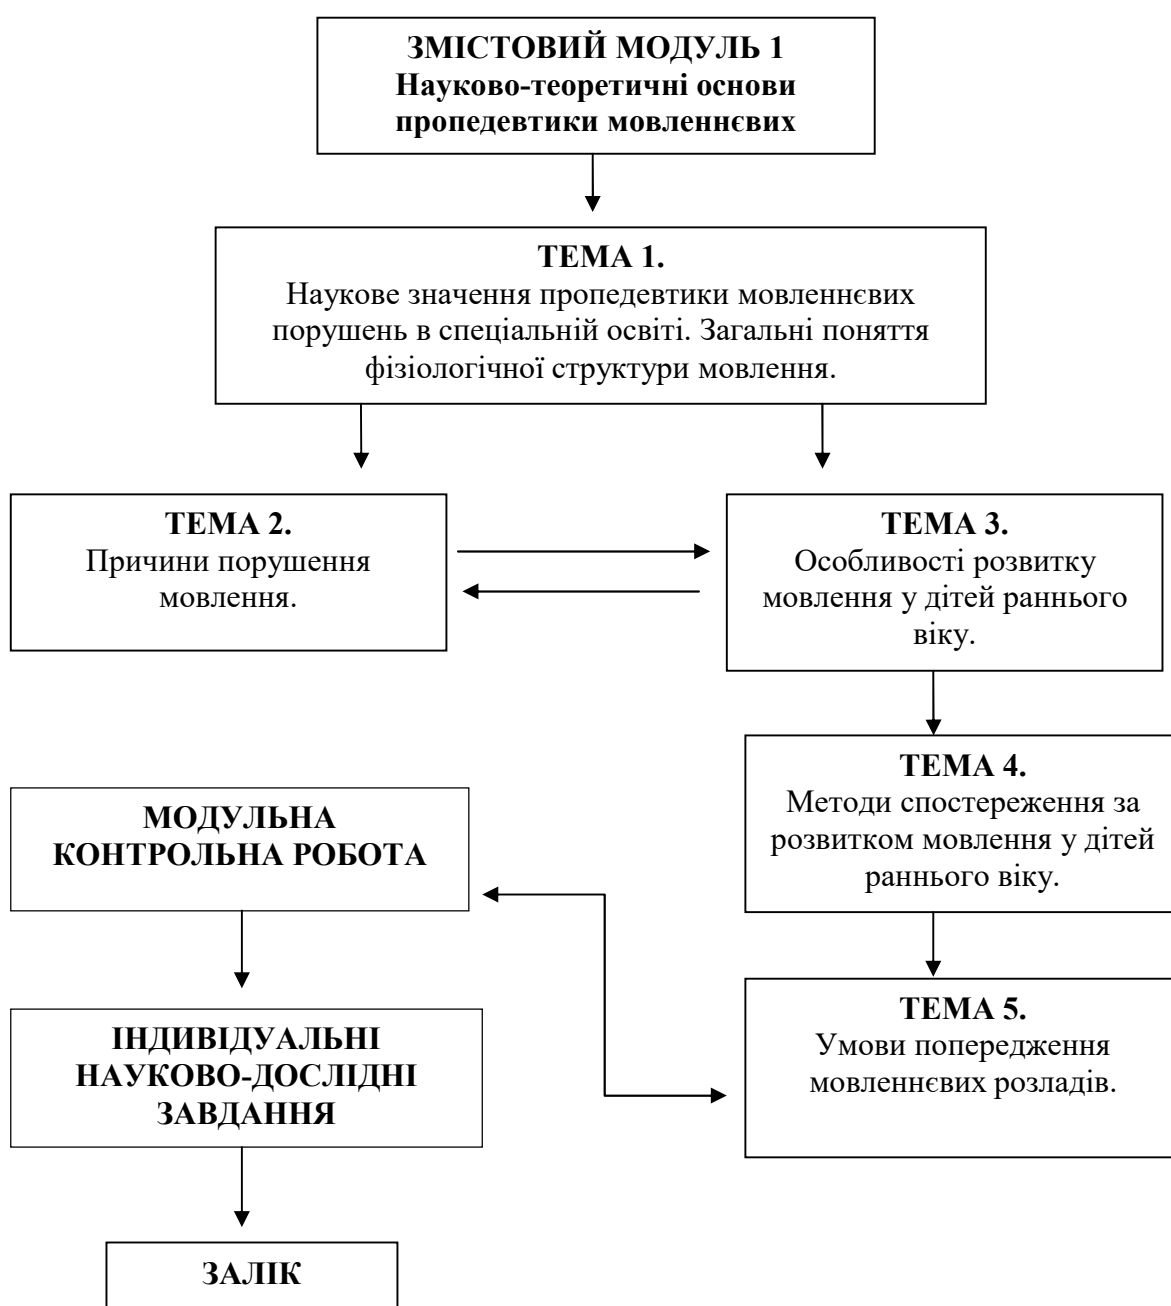 ЗМІСТОВИЙ МОДУЛЬ 1
Науково-теоретичні основи
пропедевтики мовленнєвих
ТЕМА 1.
Наукове значення пропедевтики мовленнєвих
порушень в спеціальній освіті. Загальні поняття
фізіологічної структури мовлення.
ТЕМА 2.
Причини порушення
мовлення.
ТЕМА 3.
Особливості розвитку
мовлення у дітей раннього
віку.
ТЕМА 4.
Методи спостереження за
розвитком мовлення у дітей
раннього віку.
МОДУЛЬНА
КОНТРОЛЬНА РОБОТА
ТЕМА 5.
Умови попередження
мовленнєвих розладів.
ІНДИВІДУАЛЬНІ
НАУКОВО-ДОСЛІДНІ
ЗАВДАННЯ
ЗАЛІК